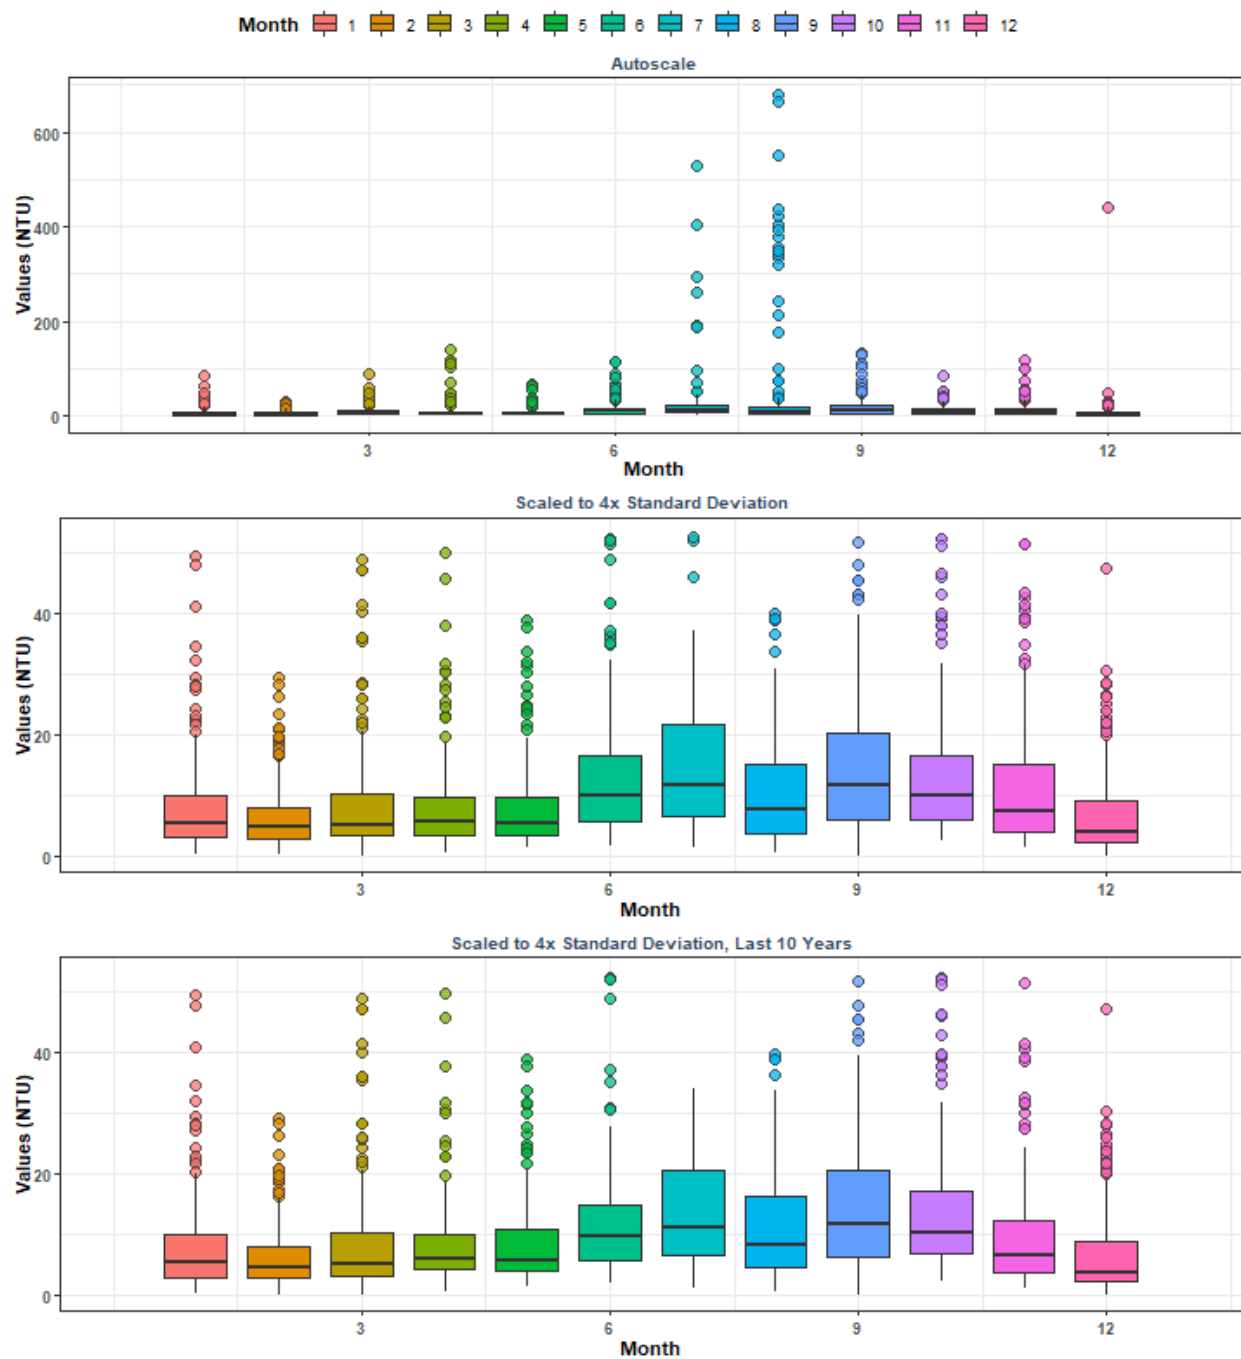 Month 1 2 3 4 5 6 7 8 9 10 11 12
Autoscale
Values (NTU)
600
400
200
0
3 6 9 12
Month
Scaled to 4x Standard Deviation
Values (NTU)
40
20
0
3 6 9 12
Month
Scaled to 4x Standard Deviation, Last 10 Years
Values (NTU)
40
20
0
3 6 9 12
Month